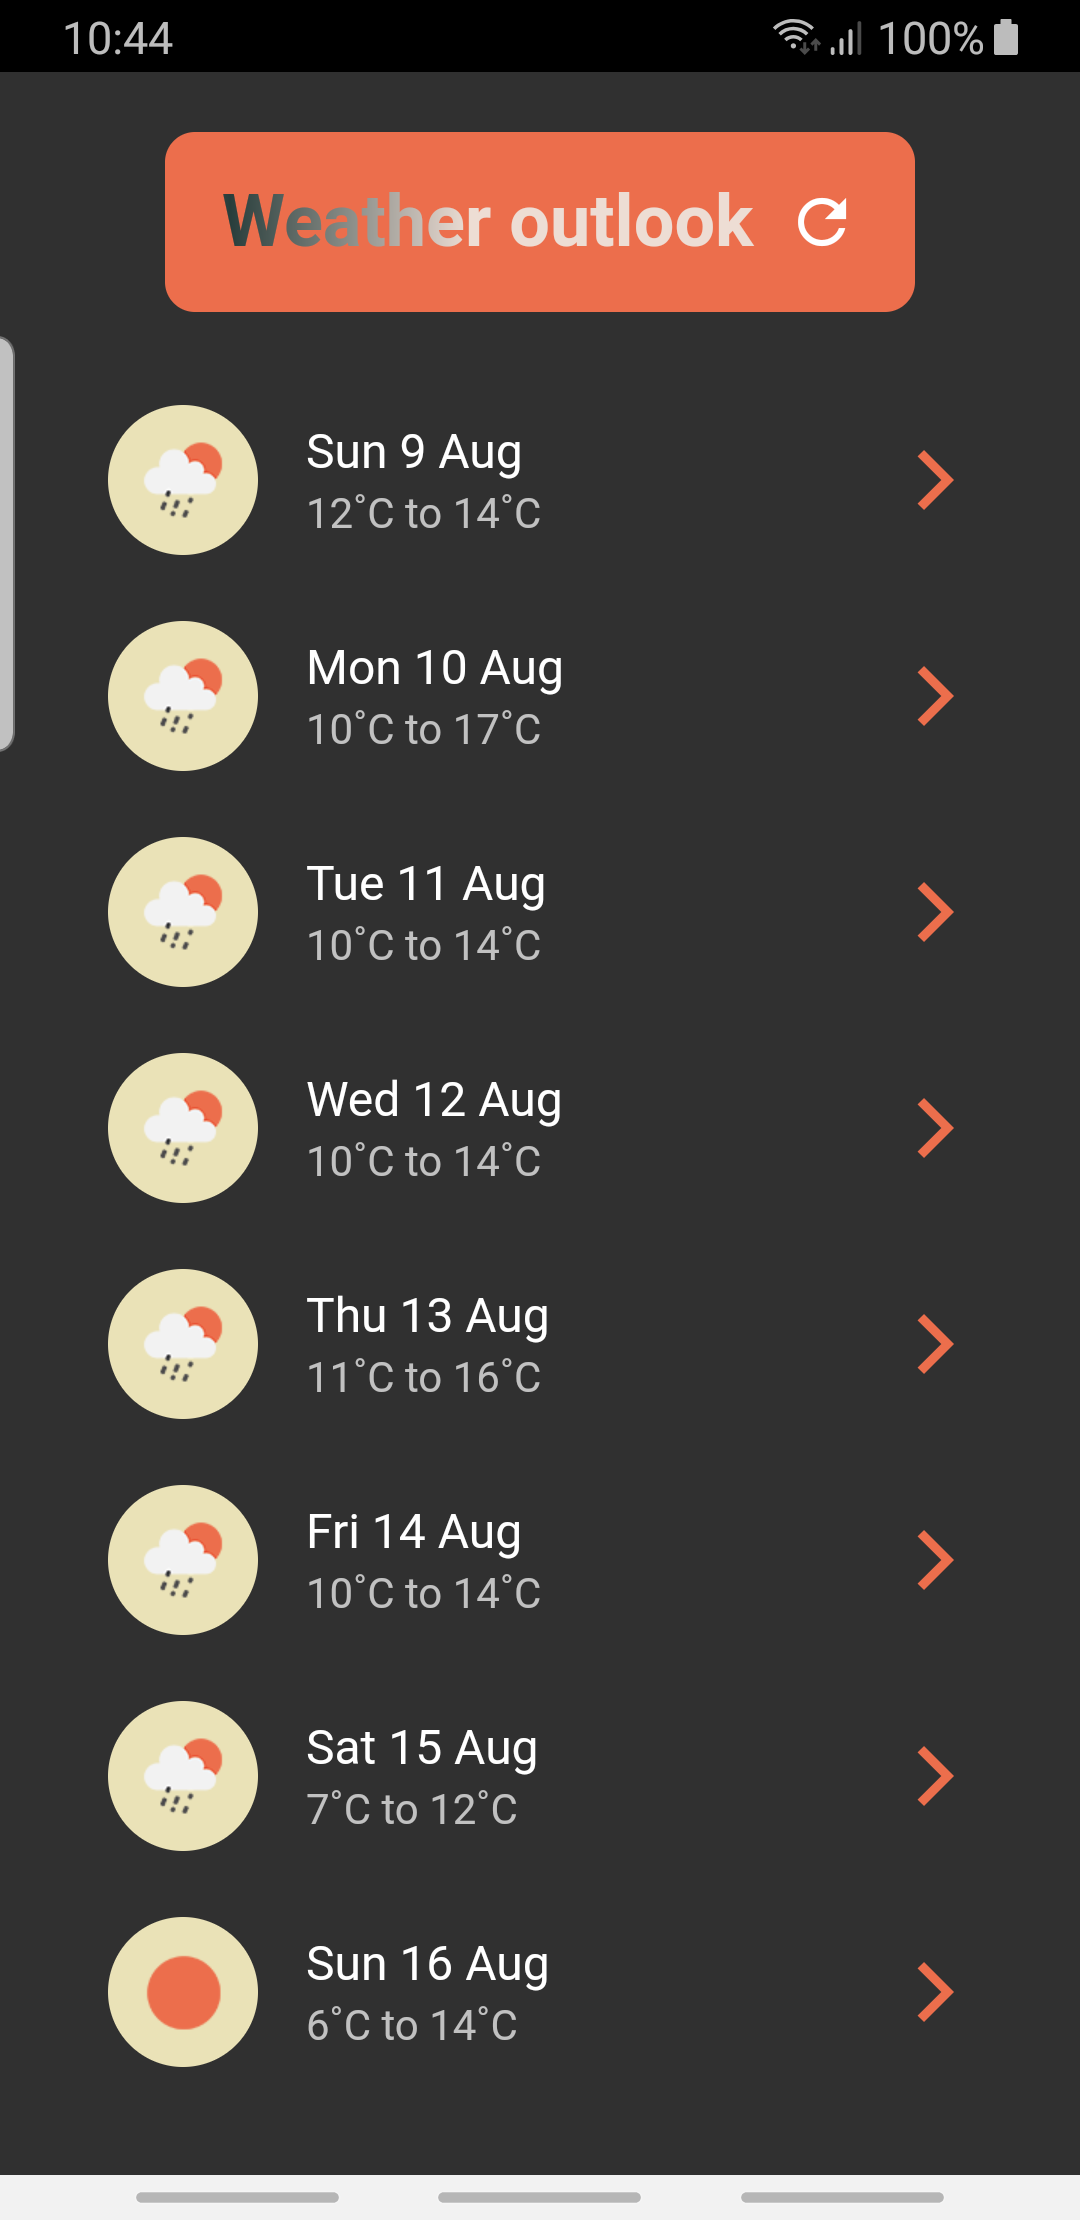 10:44 100%
Weather outlook
Sun 9 Aug
12°C to 14°C
Mon 10 Aug
10°C to 17°C
Tue 11 Aug
10°C to 14°C
Wed 12 Aug
10°C to 14°C
Thu 13 Aug
11°C to 16°C
Fri 14 Aug
10°C to 14°C
Sat 15 Aug
7°C to 12°C
Sun 16 Aug
6°C to 14°C